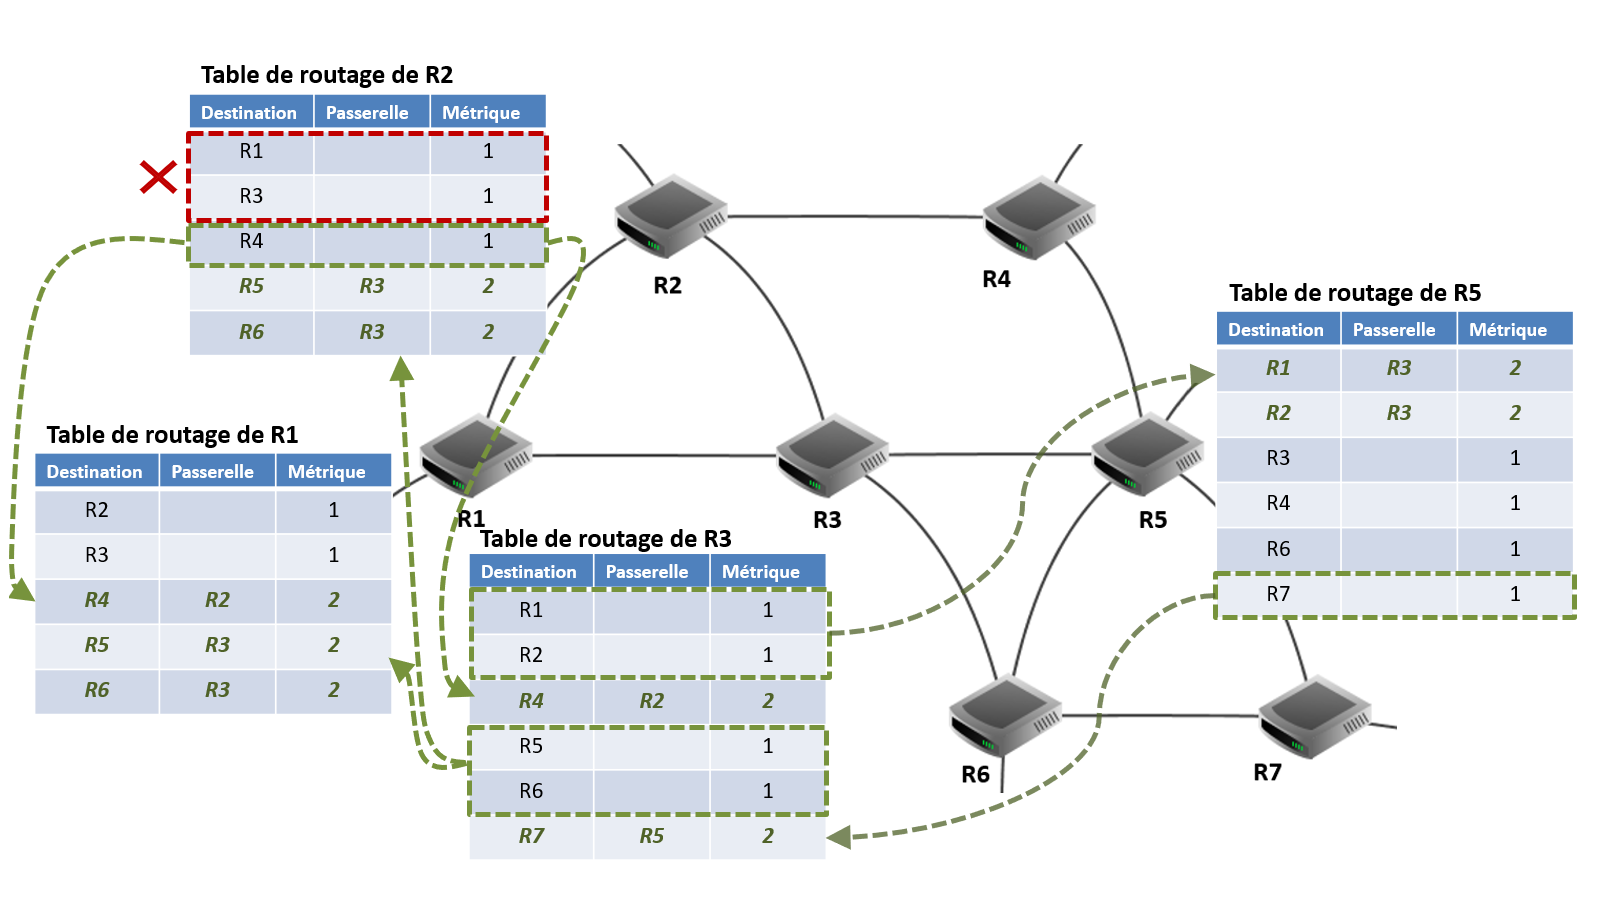 Table de routage de R2
Destination Passerelle Métrique
R1 1
R3 1
R4 1
R5 R3 2
R6 R3 2
R2
R4
Table de routage de R5
Destination Passerelle Métrique
R1 R3 2
R2 R3 2
R3 1
R4 1
R6 1
R7 1
Table de routage de R1
Destination Passerelle Métrique
R2 1
R3 1
R4 R2 2
R5 R3 2
R6 R3 2
R1
R3
R5
Table de routage de R3
Destination Passerelle Métrique
R1 1
R2 1
R4 R2 2
R5 1
R6 1
R7 R5 2
R6
R7